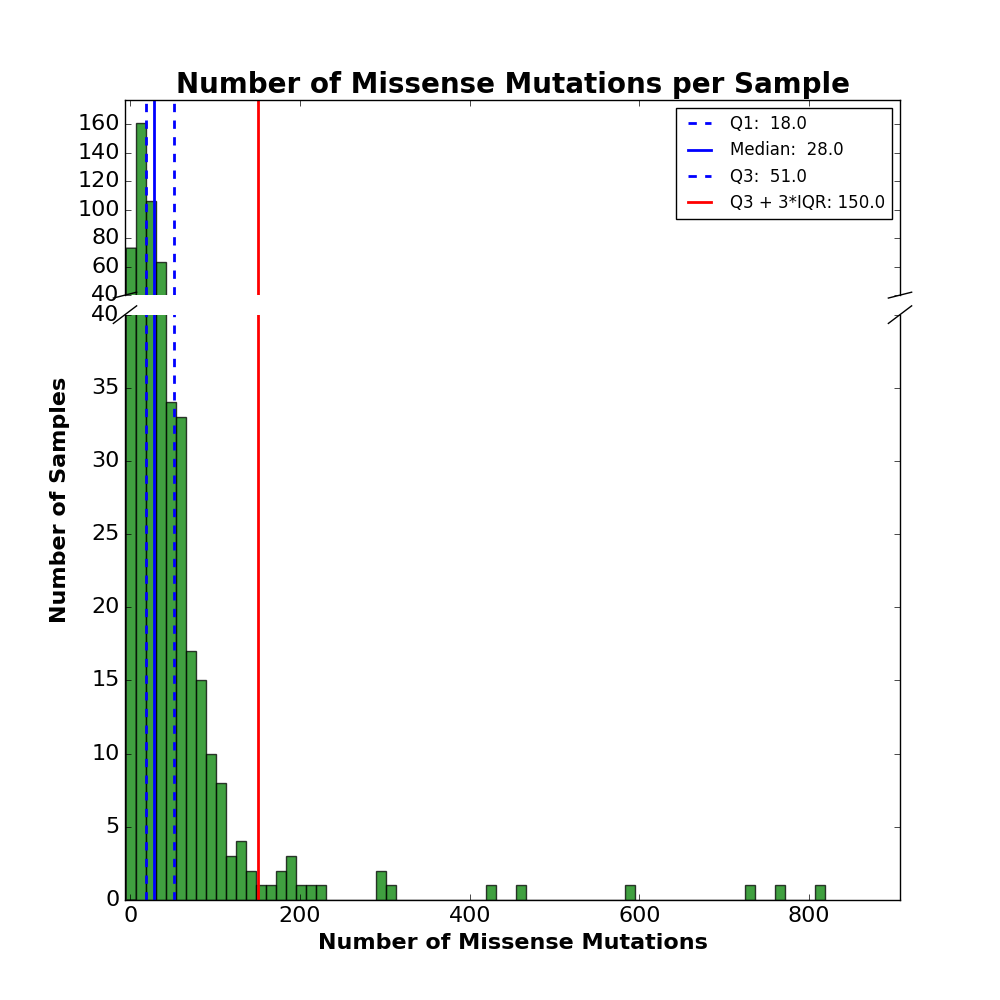 Number of Missense Mutations per Sample
Q1:  18.0
Median:  28.0
Q3:  51.0
Q3 + 3*IQR: 150.0
160
140
120
100
80
60
40
40
35
30
25
20
15
10
5
0
Number of Samples
0 200 400 600 800
Number of Missense Mutations